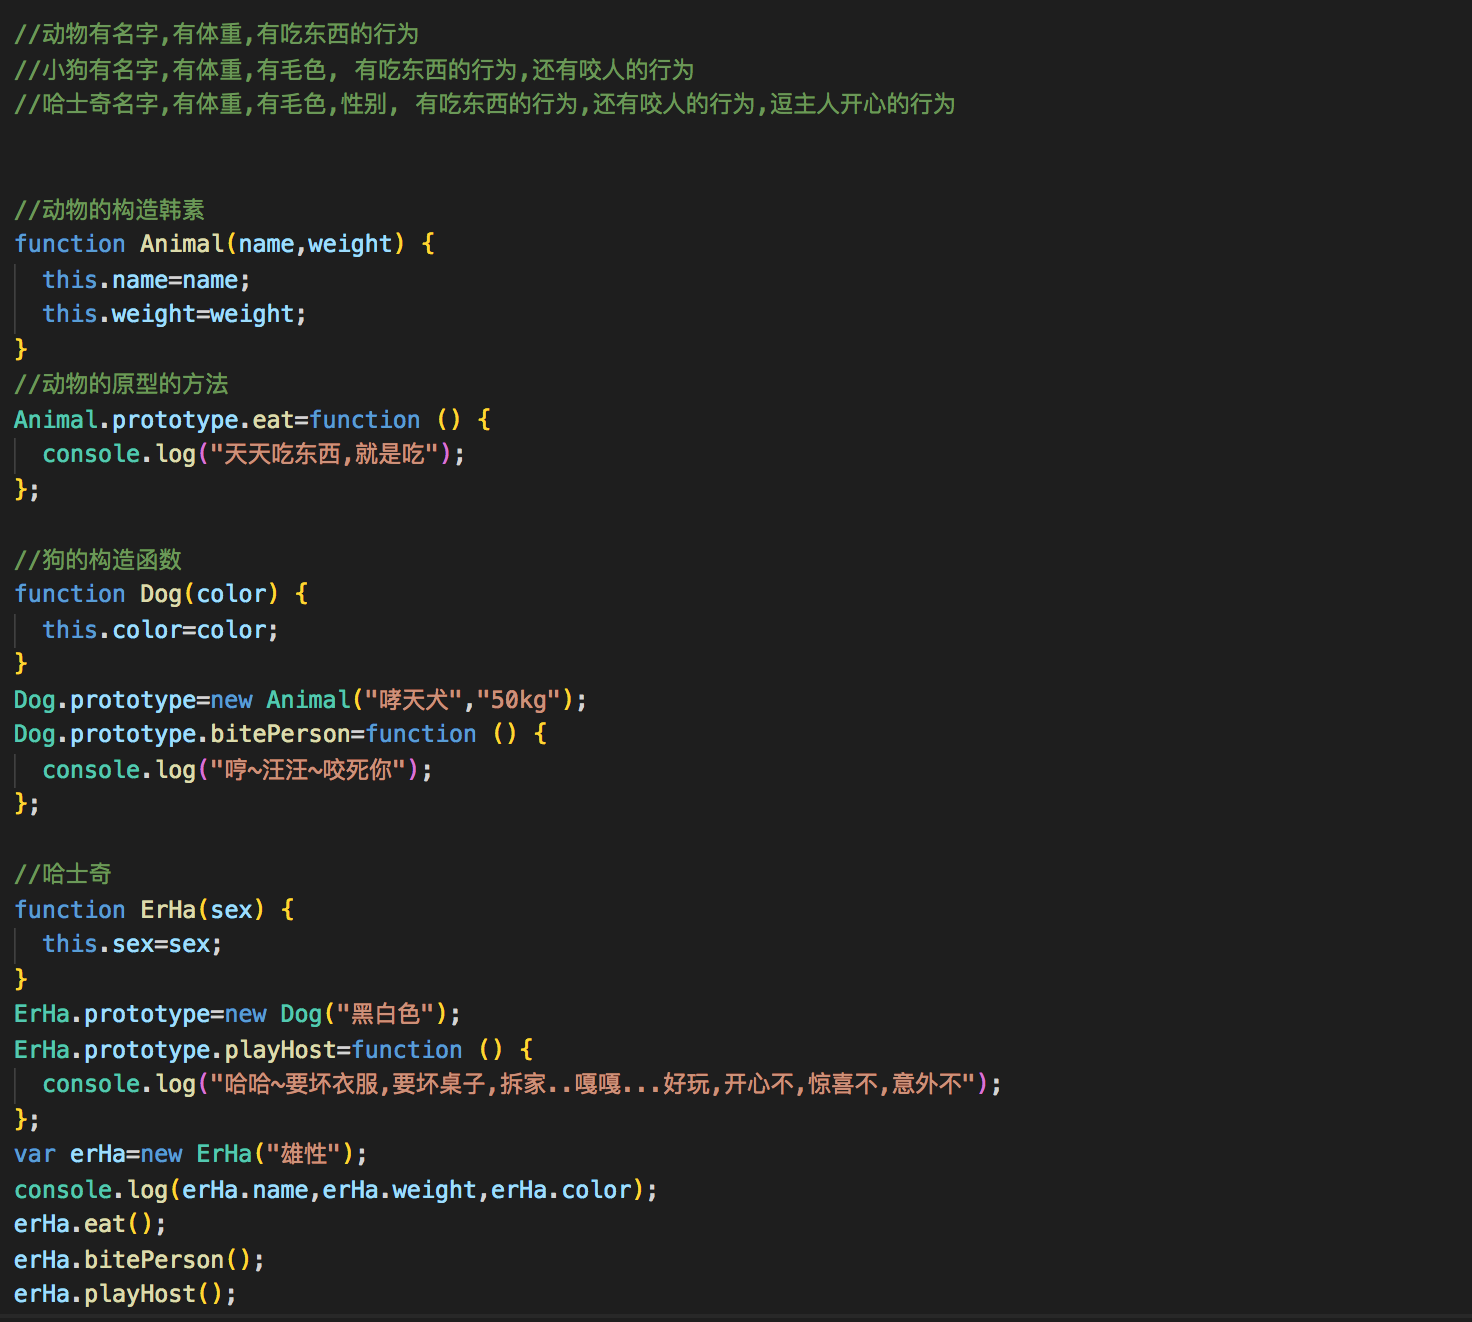 //动物有名字,有体重,有吃东西的行为
//小狗有名字,有体重,有毛色, 有吃东西的行为,还有咬人的行为
//哈士奇名字,有体重,有毛色,性别, 有吃东西的行为,还有咬人的行为,逗主人开心的行为
//动物的构造韩素
function Animal(name,weight) {
  this.name=name;
  this.weight=weight;
}
//动物的原型的方法
Animal.prototype.eat=function () {
  console.log("天天吃东西,就是吃");
};
//狗的构造函数
function Dog(color) {
  this.color=color;
}
Dog.prototype=new Animal("哮天犬","50kg");
Dog.prototype.bitePerson=function () {
  console.log("哼~汪汪~咬死你");
};
//哈士奇
function ErHa(sex) {
  this.sex=sex;
}
ErHa.prototype=new Dog("黑白色");
ErHa.prototype.playHost=function () {
  console.log("哈哈~要坏衣服,要坏桌子,拆家..嘎嘎...好玩,开心不,惊喜不,意外不");
};
var erHa=new ErHa("雄性");
console.log(erHa.name,erHa.weight,erHa.color);
erHa.eat();
erHa.bitePerson();
erHa.playHost();